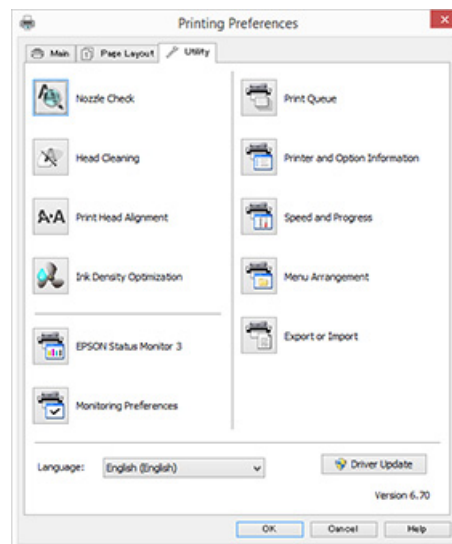 Printing Preferences
Main
Page Layout
Utility
Nozzle Check
Head Cleaning
Print Head Alignment
Ink Density Optimization
EPSON Status Monitor 3
Monitoring Preferences
Print Queue
Printer and Option Information
Speed and Progress
Menu Arrangement
Export or Import
Language: English (English)
Driver Update
Version 6.70
OK Cancel Help